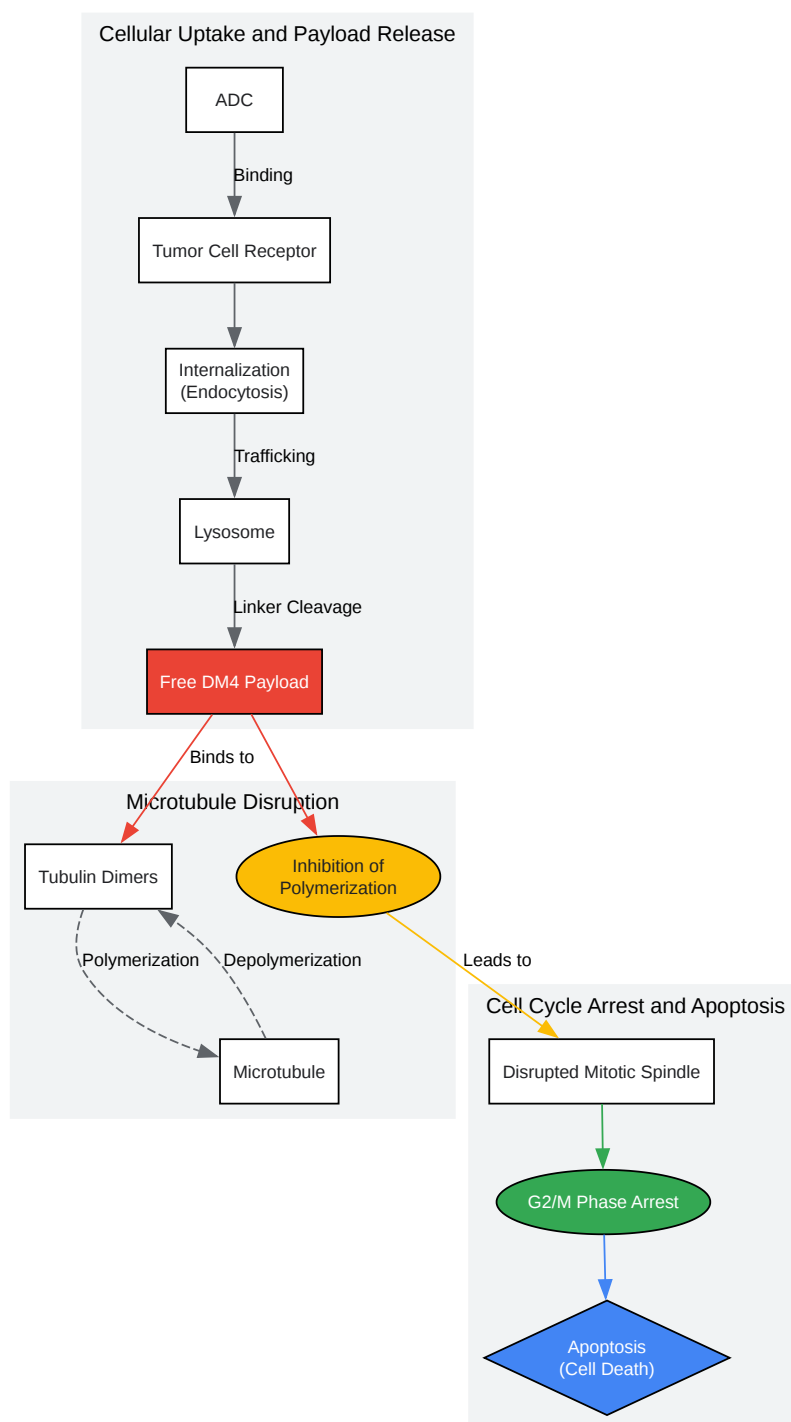 Cellular Uptake and Payload Release
ADC
Binding
Tumor Cell Receptor
Internalization
(Endocytosis)
Trafficking
Lysosome
Linker Cleavage
Free DM4 Payload
Binds to
Microtubule Disruption
Tubulin Dimers
Inhibition of
Polymerization
Polymerization
Depolymerization
Leads to
Microtubule
Cell Cycle Arrest and Apoptosis
Disrupted Mitotic Spindle
G2/M Phase Arrest
Apoptosis
(Cell Death)